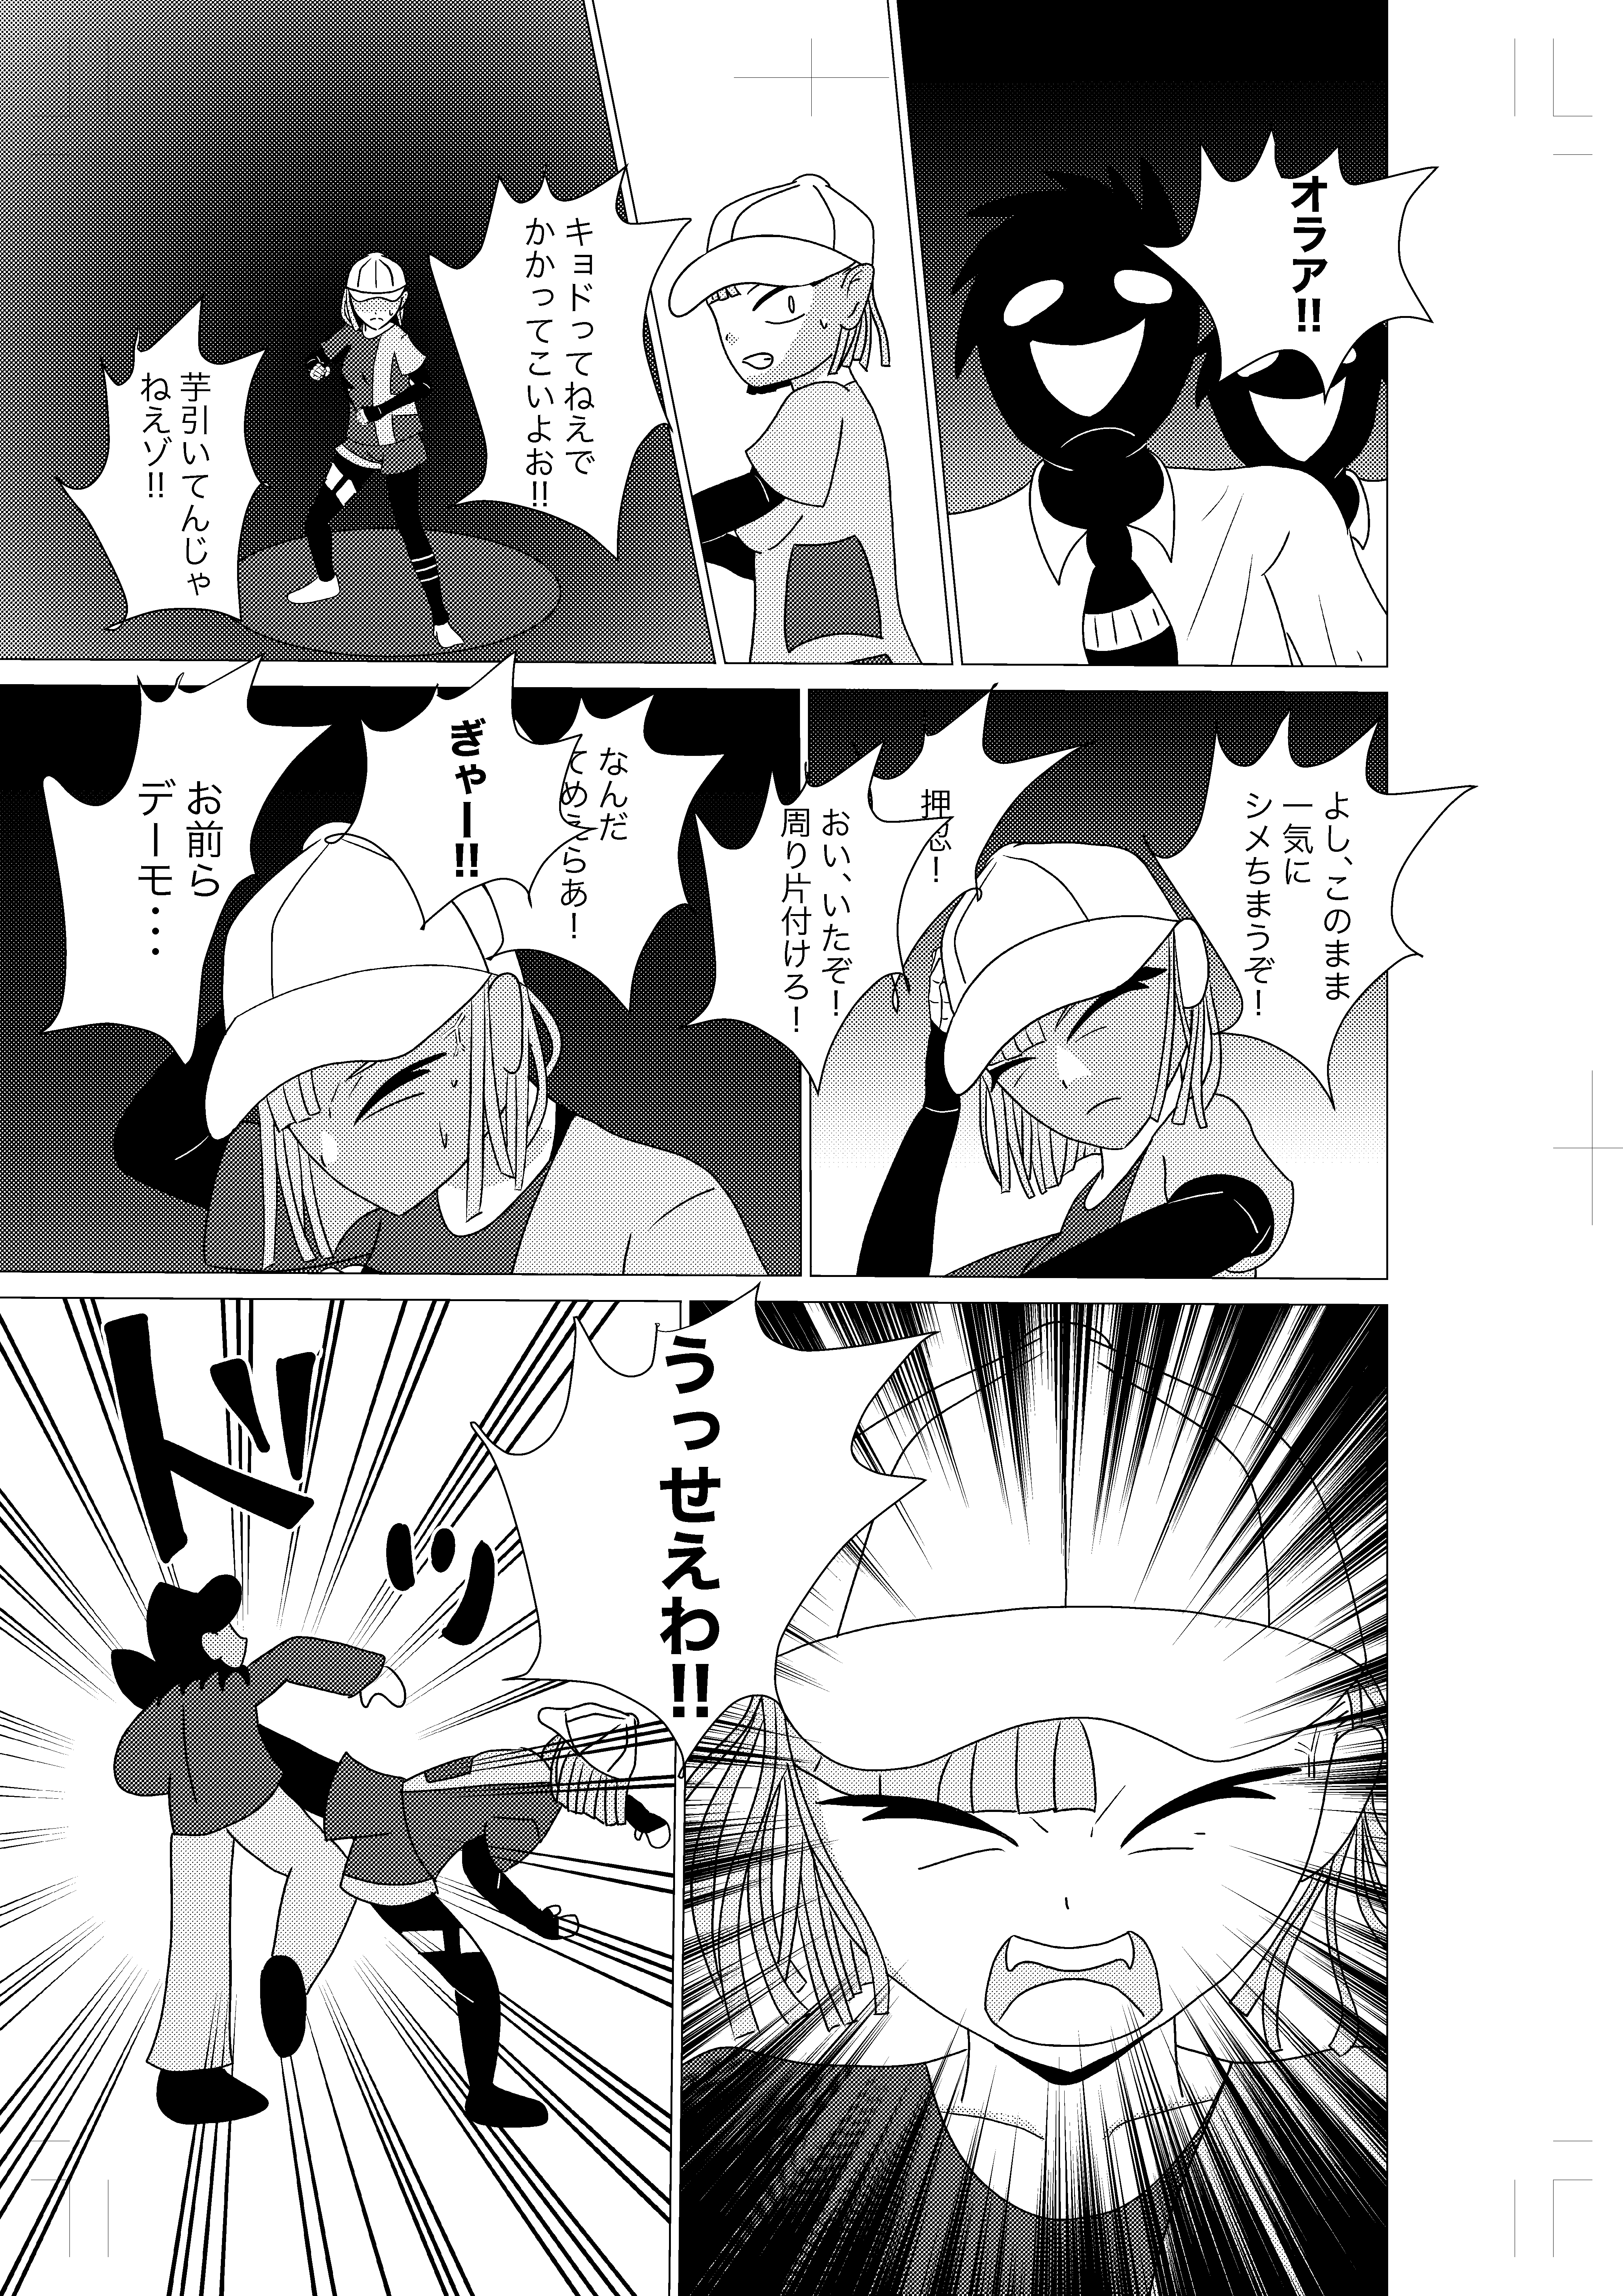 オラア!!
キョドってねえで
かかってこいよお!!
芋引いてんじゃ
ねえゾ!!
よし、このまま
一気に
シメちまうぞ!
押忍!
おい、いたぞ!
周り片付けろ!
なんだ
てめえらあ!
ぎゃー!!
お前ら
デーモ・・・
うっせえわ!!
ドッ